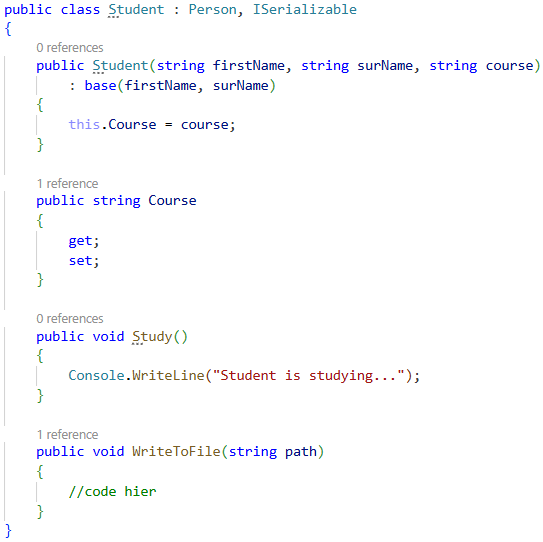 public class Student : Person, ISerializable
{
0 references
public Student(string firstName, string surName, string course)
: base(firstName, surName)
{
this.Course = course;
}
1 reference
public string Course
{
get;
set;
}
0 references
public void Study()
{
Console.WriteLine("Student is studying...");
}
1 reference
public void WriteToFile(string path)
{
//code hier
}
}